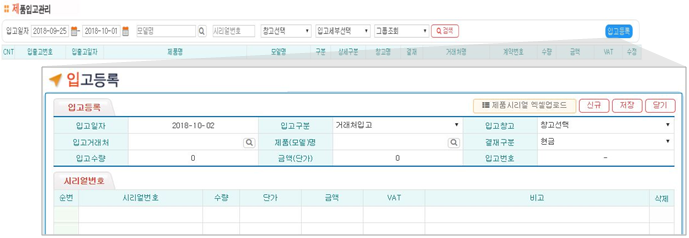 제품입고관리
입고일자 2018-09-25 - 2018-10-01 모델명 시리얼번호 창고선택 입고세부선택 그룹조회 검색 입고등록
CNT 입출고번호 입출고일자 제품명 모델명 구분 상세구분 창고명 결재 거래처명 계약번호 수량 금액 VAT 수정
입고등록
입고등록 제품시리얼 엑셀업로드 신규 저장 닫기
입고일자 2018-10-02 입고구분 거래처입고 입고창고 창고선택
입고거래처 제품(모델)명 결재구분 현금
입고수량 0 금액(단가) 0 입고번호 -
시리얼번호
순번 시리얼번호 수량 단가 금액 VAT 비고 삭제